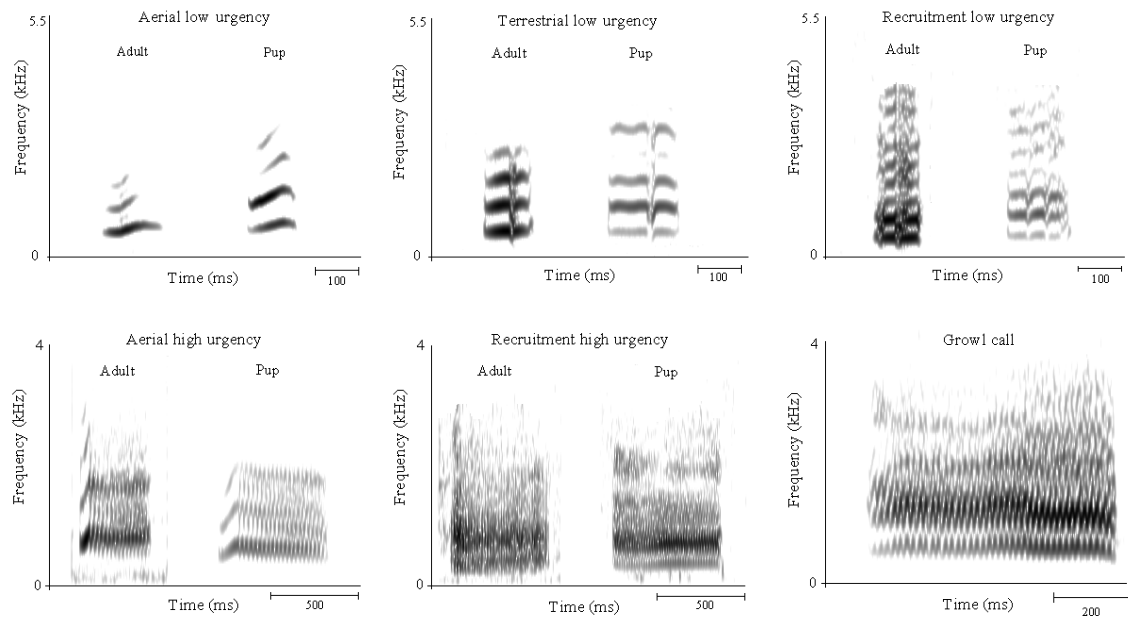 Aerial low urgency
5.5
Frequency (kHz)
Adult
Pup
0
Time (ms)
100
Terrestrial low urgency
5.5
Frequency (kHz)
Adult
Pup
0
Time (ms)
100
Recruitment low urgency
5.5
Frequency (kHz)
Adult
Pup
0
Time (ms)
100
Aerial high urgency
4
Frequency (kHz)
Adult
Pup
0
Time (ms)
500
Recruitment high urgency
4
Frequency (kHz)
Adult
Pup
0
Time (ms)
500
Growl call
4
Frequency (kHz)
0
Time (ms)
200